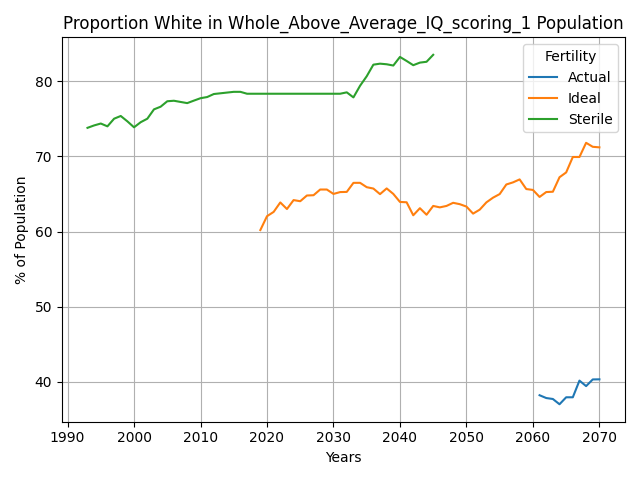 Proportion White in Whole_Above_Average_IQ_scoring_1 Population
% of Population
80
70
60
50
40
Fertility
Actual
Ideal
Sterile
1990 2000 2010 2020 2030 2040 2050 2060 2070
Years